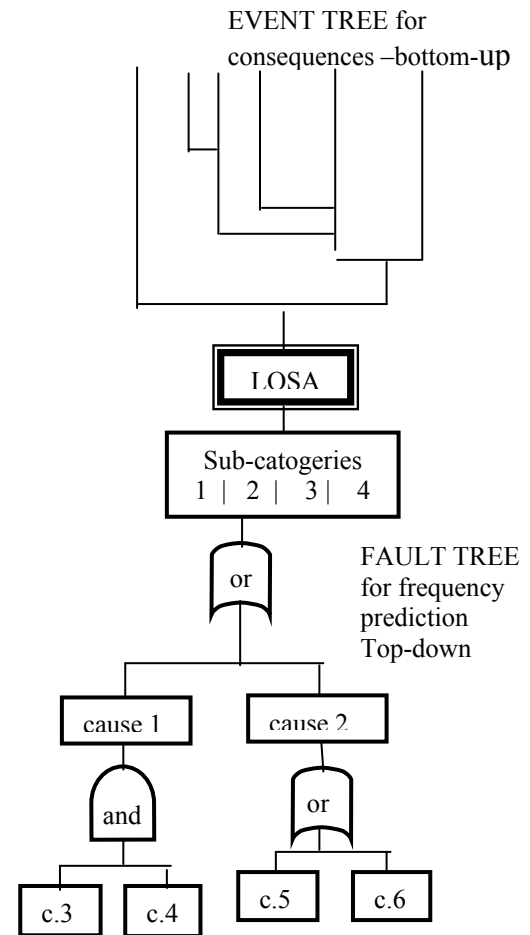 EVENT TREE for
consequences –bottom-up
LOSA
Sub-catogeries
1 | 2 | 3 | 4
or
FAULT TREE
for frequency
prediction
Top-down
cause 1
cause 2
and
or
c.3
c.4
c.5
c.6